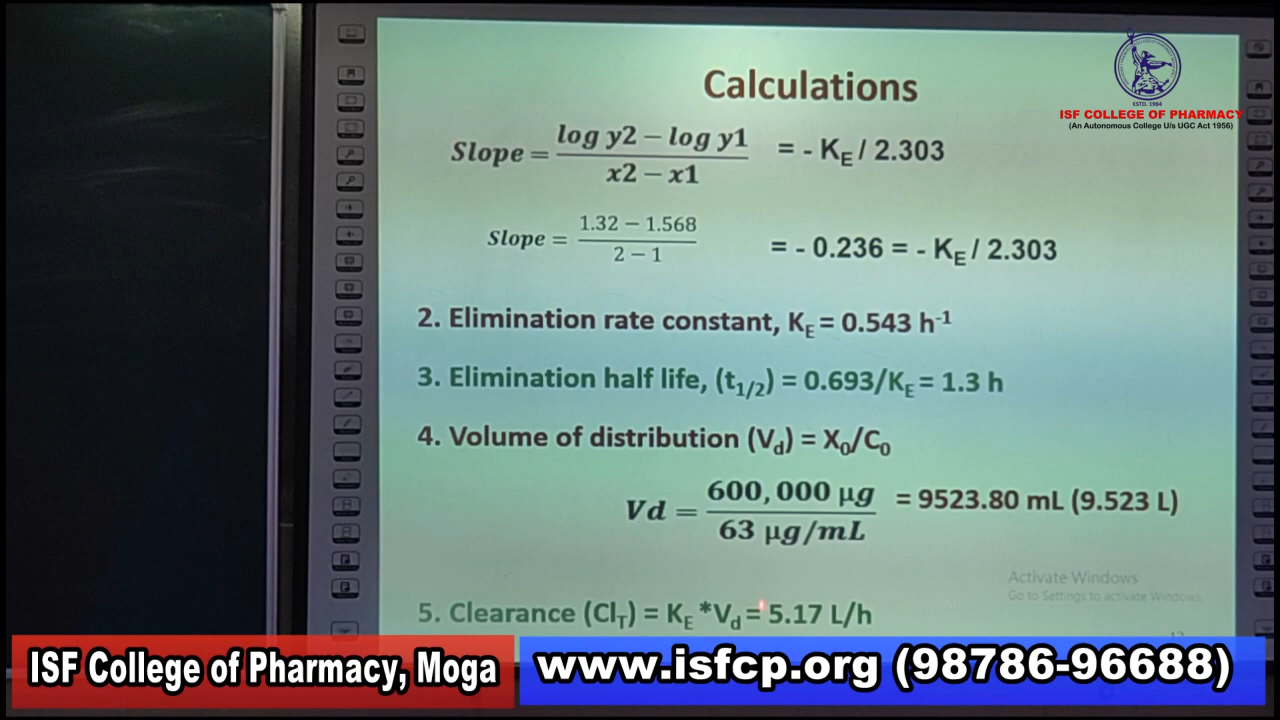 Calculations
ESTD. 1984
ISF COLLEGE OF PHARMACY
(An Autonomous College U/s UGC Act 1956)
Slope = (log y2 − log y1) / (x2 − x1) = - K_E / 2.303
Slope = (1.32 − 1.568) / (2 − 1) = - 0.236 = - K_E / 2.303
2. Elimination rate constant, K_E = 0.543 h⁻¹
3. Elimination half life, (t_1/2) = 0.693/K_E = 1.3 h
4. Volume of distribution (V_d) = X_0/C_0
Vd = 600,000 µg / 63 µg/mL = 9523.80 mL (9.523 L)
Activate Windows
Go to Settings to activate Windows.
5. Clearance (Cl_T) = K_E *V_d = 5.17 L/h
ISF College of Pharmacy, Moga
www.isfcp.org (98786-96688)